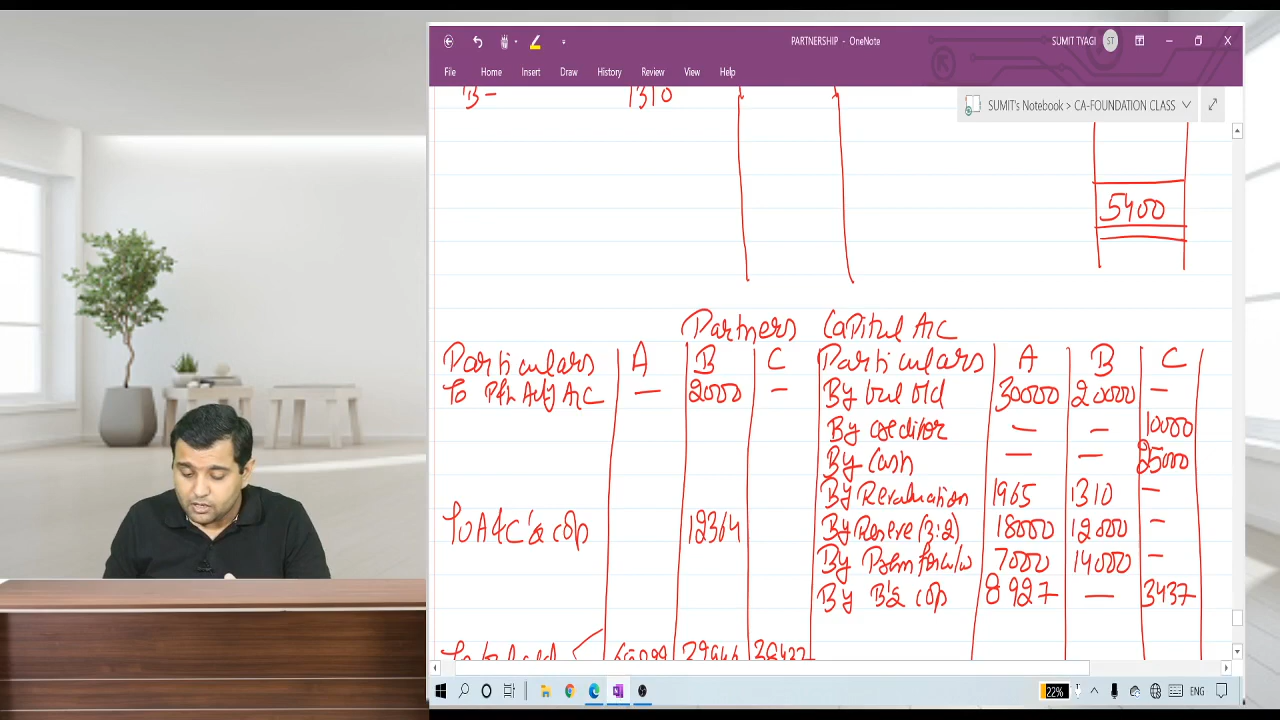 PARTNERSHIP - OneNote
SUMIT TYAGI ST
File Home Insert Draw History Review View Help
SUMIT's Notebook > CA-FOUNDATION CLASS
B- 1310
5400
Partners Capital A/C
Particulars A B C Particulars A B C
To P/L Adj A/C — 2000 — By bal b/d 30000 20000 —
By creditor — — 10000
By Cash — — 25000
By Revaluation 1965 1310 —
To A & C's cap 12364 By Reserve (3:2) 18000 12000 —
By Prem for w/w 7000 14000 —
By B's cap 8927 — 3437
22% ENG